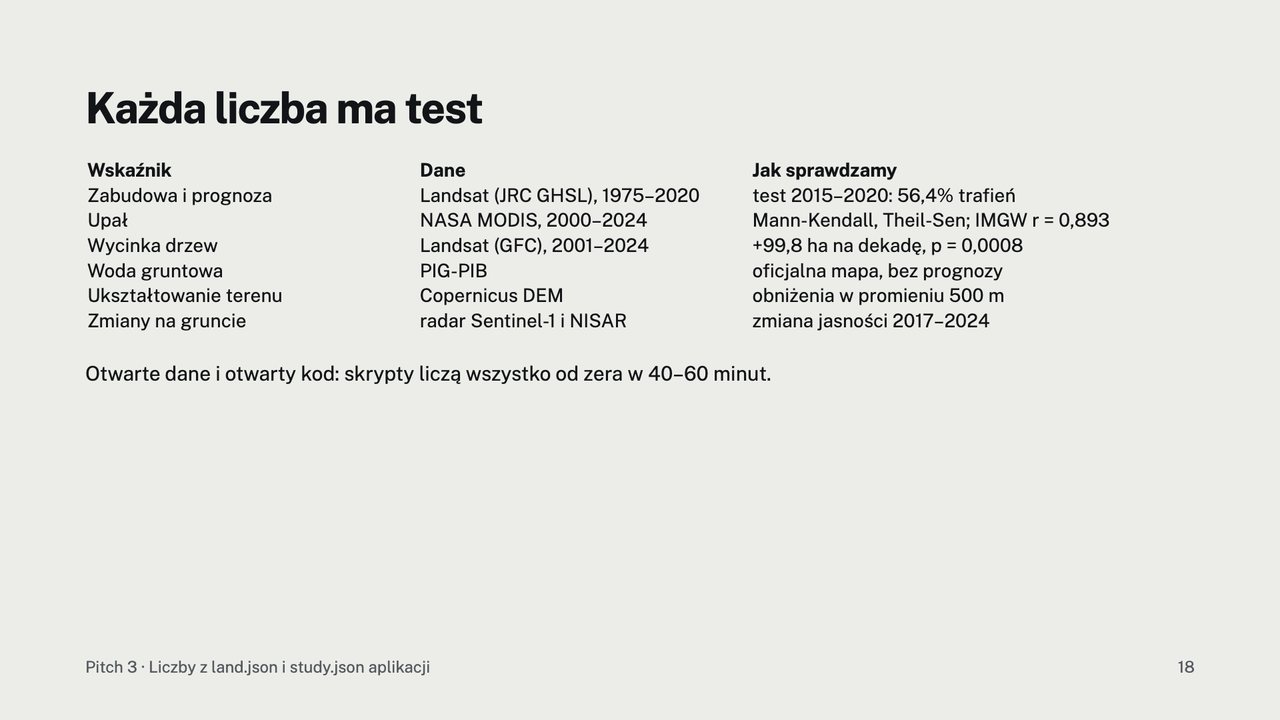 Każda liczba ma test
Wskaźnik Dane Jak sprawdzamy
Zabudowa i prognoza Landsat (JRC GHSL), 1975–2020 test 2015–2020: 56,4% trafień
Upał NASA MODIS, 2000–2024 Mann-Kendall, Theil-Sen; IMGW r = 0,893
Wycinka drzew Landsat (GFC), 2001–2024 +99,8 ha na dekadę, p = 0,0008
Woda gruntowa PIG-PIB oficjalna mapa, bez prognozy
Ukształtowanie terenu Copernicus DEM obniżenia w promieniu 500 m
Zmiany na gruncie radar Sentinel-1 i NISAR zmiana jasności 2017–2024
Otwarte dane i otwarty kod: skrypty liczą wszystko od zera w 40–60 minut.
Pitch 3 · Liczby z land.json i study.json aplikacji 18